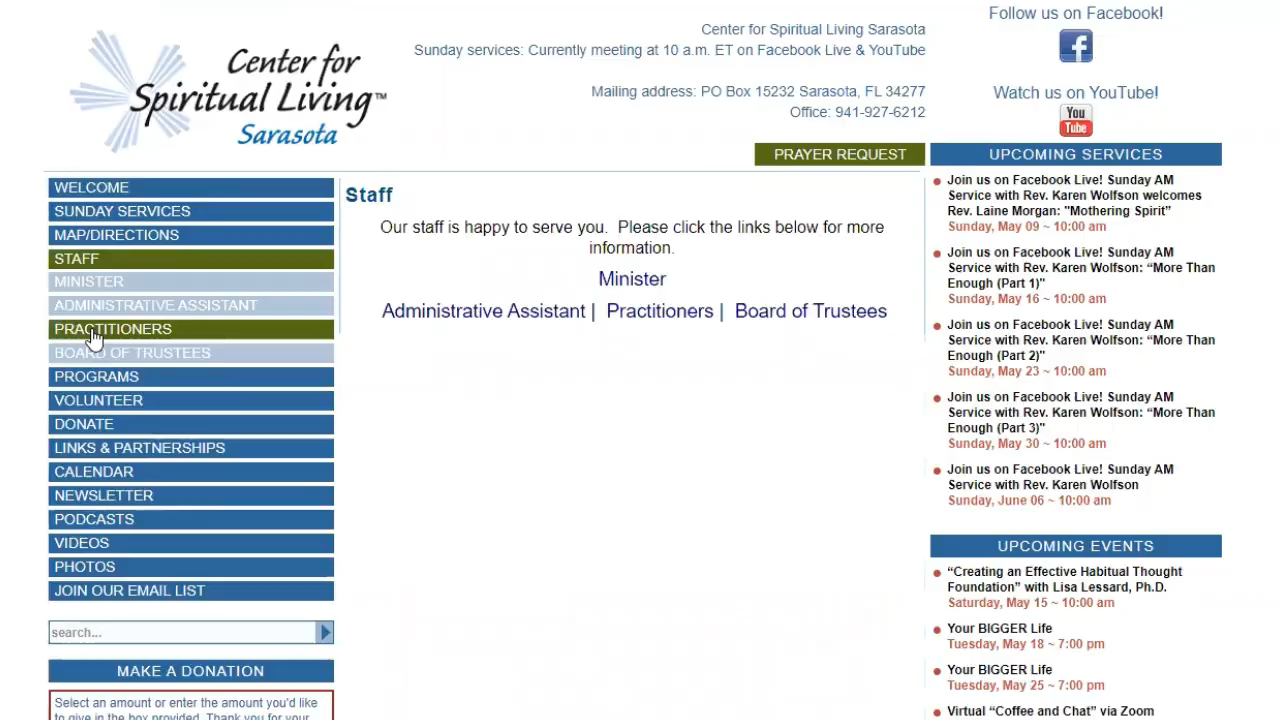 Center for
Spiritual Living™
Sarasota
Center for Spiritual Living Sarasota
Sunday services: Currently meeting at 10 a.m. ET on Facebook Live & YouTube
Mailing address: PO Box 15232 Sarasota, FL 34277
Office: 941-927-6212
Follow us on Facebook!
f
Watch us on YouTube!
You
Tube
PRAYER REQUEST
WELCOME
SUNDAY SERVICES
MAP/DIRECTIONS
STAFF
MINISTER
ADMINISTRATIVE ASSISTANT
PRACTITIONERS
BOARD OF TRUSTEES
PROGRAMS
VOLUNTEER
DONATE
LINKS & PARTNERSHIPS
CALENDAR
NEWSLETTER
PODCASTS
VIDEOS
PHOTOS
JOIN OUR EMAIL LIST
search...
MAKE A DONATION
Select an amount or enter the amount you'd like
to give in the box provided. Thank you for your
Staff
Our staff is happy to serve you. Please click the links below for more
information.
Minister
Administrative Assistant | Practitioners | Board of Trustees
UPCOMING SERVICES
Join us on Facebook Live! Sunday AM
Service with Rev. Karen Wolfson welcomes
Rev. Laine Morgan: "Mothering Spirit”
Sunday, May 09 ~ 10:00 am
Join us on Facebook Live! Sunday AM
Service with Rev. Karen Wolfson: “More Than
Enough (Part 1)"
Sunday, May 16 ~ 10:00 am
Join us on Facebook Live! Sunday AM
Service with Rev. Karen Wolfson: “More Than
Enough (Part 2)"
Sunday, May 23 ~ 10:00 am
Join us on Facebook Live! Sunday AM
Service with Rev. Karen Wolfson: “More Than
Enough (Part 3)"
Sunday, May 30 ~ 10:00 am
Join us on Facebook Live! Sunday AM
Service with Rev. Karen Wolfson
Sunday, June 06 ~ 10:00 am
UPCOMING EVENTS
“Creating an Effective Habitual Thought
Foundation” with Lisa Lessard, Ph.D.
Saturday, May 15 ~ 10:00 am
Your BIGGER Life
Tuesday, May 18 ~ 7:00 pm
Your BIGGER Life
Tuesday, May 25 ~ 7:00 pm
Virtual “Coffee and Chat” via Zoom